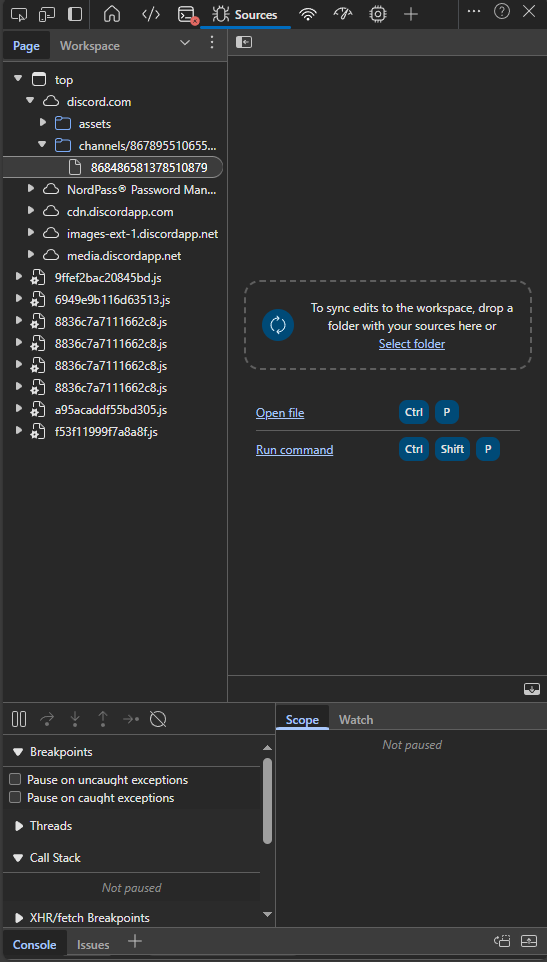 Sources
Page
Workspace
top
discord.com
assets
channels/867895510655...
868486581378510879
NordPass® Password Man...
cdn.discordapp.com
images-ext-1.discordapp.net
media.discordapp.net
9ffef2bac20845bd.js
6949e9b116d63513.js
8836c7a7111662c8.js
8836c7a7111662c8.js
8836c7a7111662c8.js
8836c7a7111662c8.js
a95acaddf55bd305.js
f53f11999f7a8a8f.js
To sync edits to the workspace, drop a
folder with your sources here or
Select folder
Open file Ctrl P
Run command Ctrl Shift P
Breakpoints
Pause on uncaught exceptions
Pause on caught exceptions
Threads
Call Stack
Not paused
XHR/fetch Breakpoints
Scope
Watch
Not paused
Console
Issues